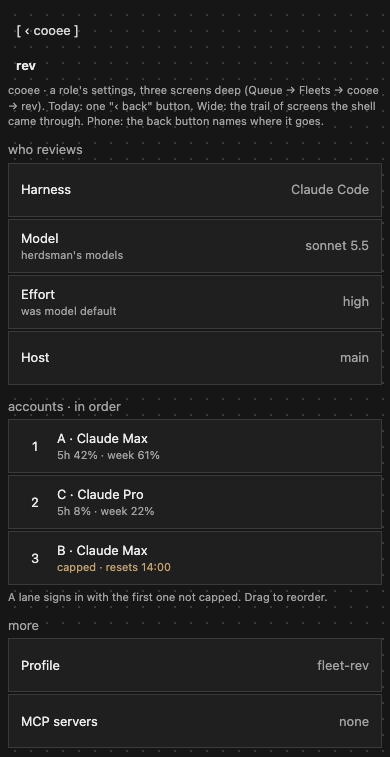 [ ‹ cooee ]
rev
cooee · a role's settings, three screens deep (Queue → Fleets → cooee
→ rev). Today: one "‹ back" button. Wide: the trail of screens the shell
came through. Phone: the back button names where it goes.
who reviews
Harness
Claude Code
Model
herdsman's models
sonnet 5.5
Effort
was model default
high
Host
main
accounts · in order
1
A · Claude Max
5h 42% · week 61%
2
C · Claude Pro
5h 8% · week 22%
3
B · Claude Max
capped · resets 14:00
A lane signs in with the first one not capped. Drag to reorder.
more
Profile
fleet-rev
MCP servers
none